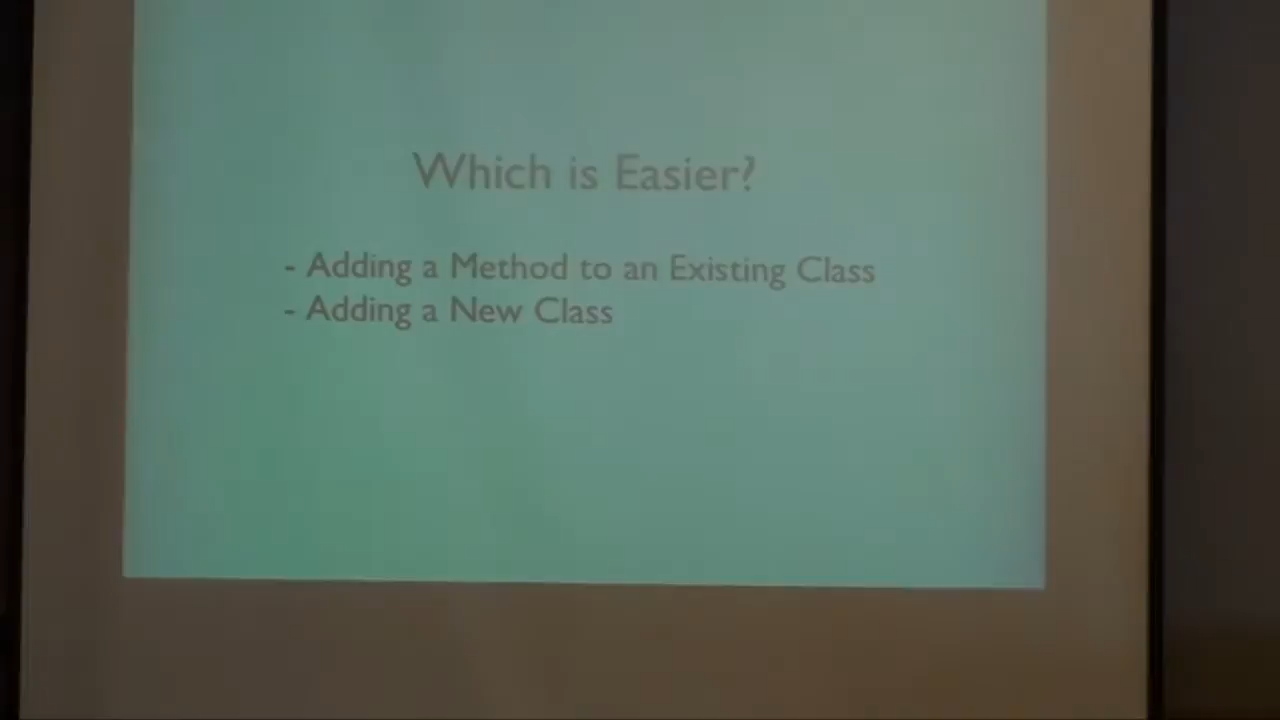 Which is Easier?
- Adding a Method to an Existing Class
- Adding a New Class